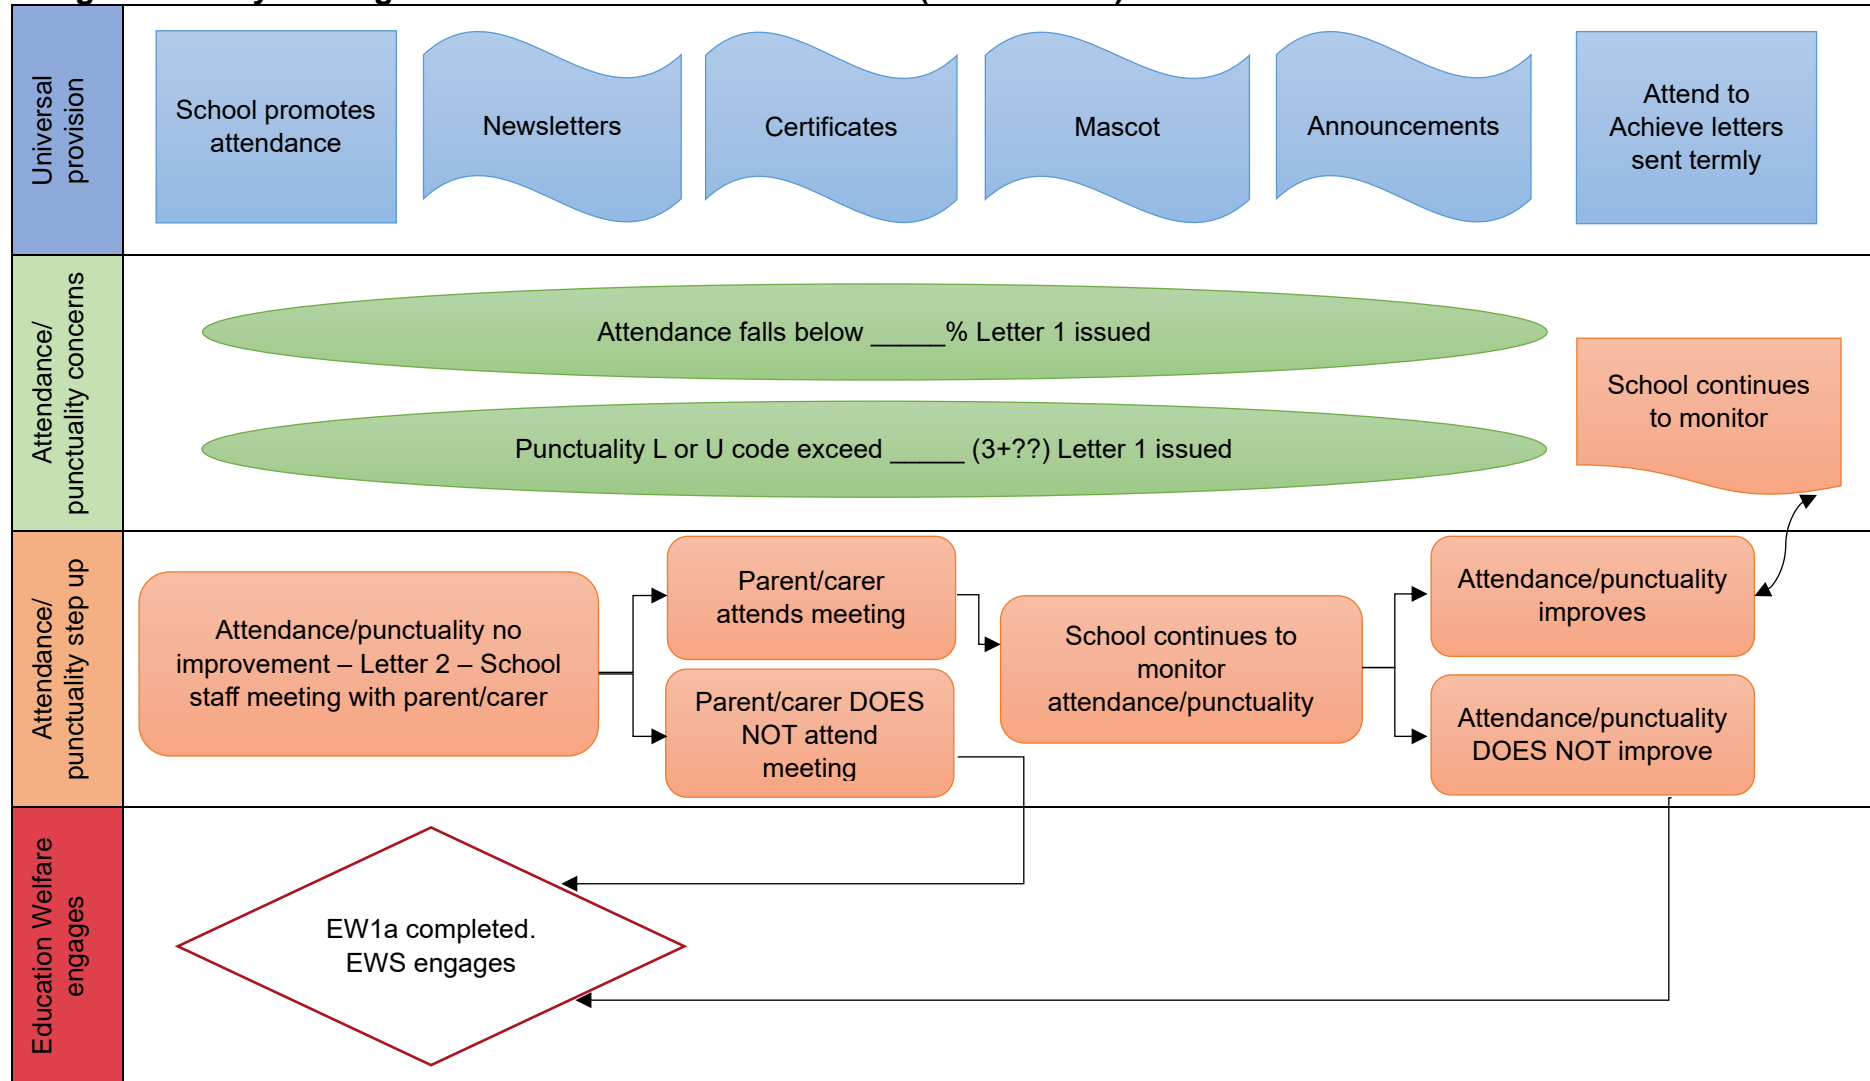 Universal
provision
School promotes
attendance
Newsletters
Certificates
Mascot
Announcements
Attend to
Achieve letters
sent termly
Attendance/
punctuality concerns
Attendance falls below _____% Letter 1 issued
Punctuality L or U code exceed _____ (3+??) Letter 1 issued
School continues
to monitor
Attendance/
punctuality step up
Attendance/punctuality no
improvement – Letter 2 – School
staff meeting with parent/carer
Parent/carer
attends meeting
Parent/carer DOES
NOT attend
meeting
School continues to
monitor
attendance/punctuality
Attendance/punctuality
improves
Attendance/punctuality
DOES NOT improve
Education Welfare
engages
EW1a completed.
EWS engages